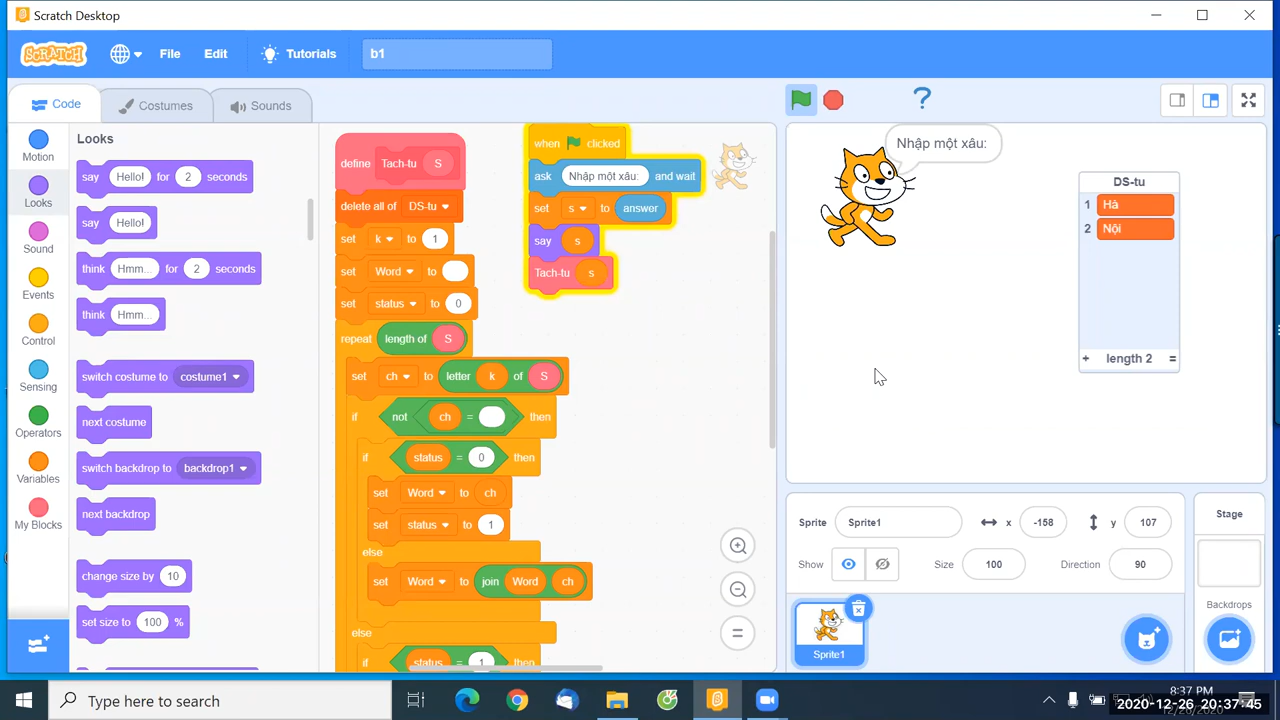 Scratch Desktop
SCRATCH
File
Edit
Tutorials
b1
Code
Costumes
Sounds
Motion
Looks
Sound
Events
Control
Sensing
Operators
Variables
My Blocks
Looks
say Hello! for 2 seconds
say Hello!
think Hmm... for 2 seconds
think Hmm...
switch costume to costume1
next costume
switch backdrop to backdrop1
next backdrop
change size by 10
set size to 100 %
define Tach-tu S
delete all of DS-tu
set k to 1
set Word to
set status to 0
repeat length of S
set ch to letter k of S
if not ch = then
if status = 0 then
set Word to ch
set status to 1
else
set Word to join Word ch
else
if status = 1 then
when clicked
ask Nhập một xâu: and wait
set s to answer
say s
Tach-tu s
?
Nhập một xâu:
DS-tu
1 Hà
2 Nội
+ length 2 =
Sprite Sprite1
x -158
y 107
Show
Size 100
Direction 90
Sprite1
Stage
Backdrops
Type here to search
8:37 PM
2020-12-26 20:37:45